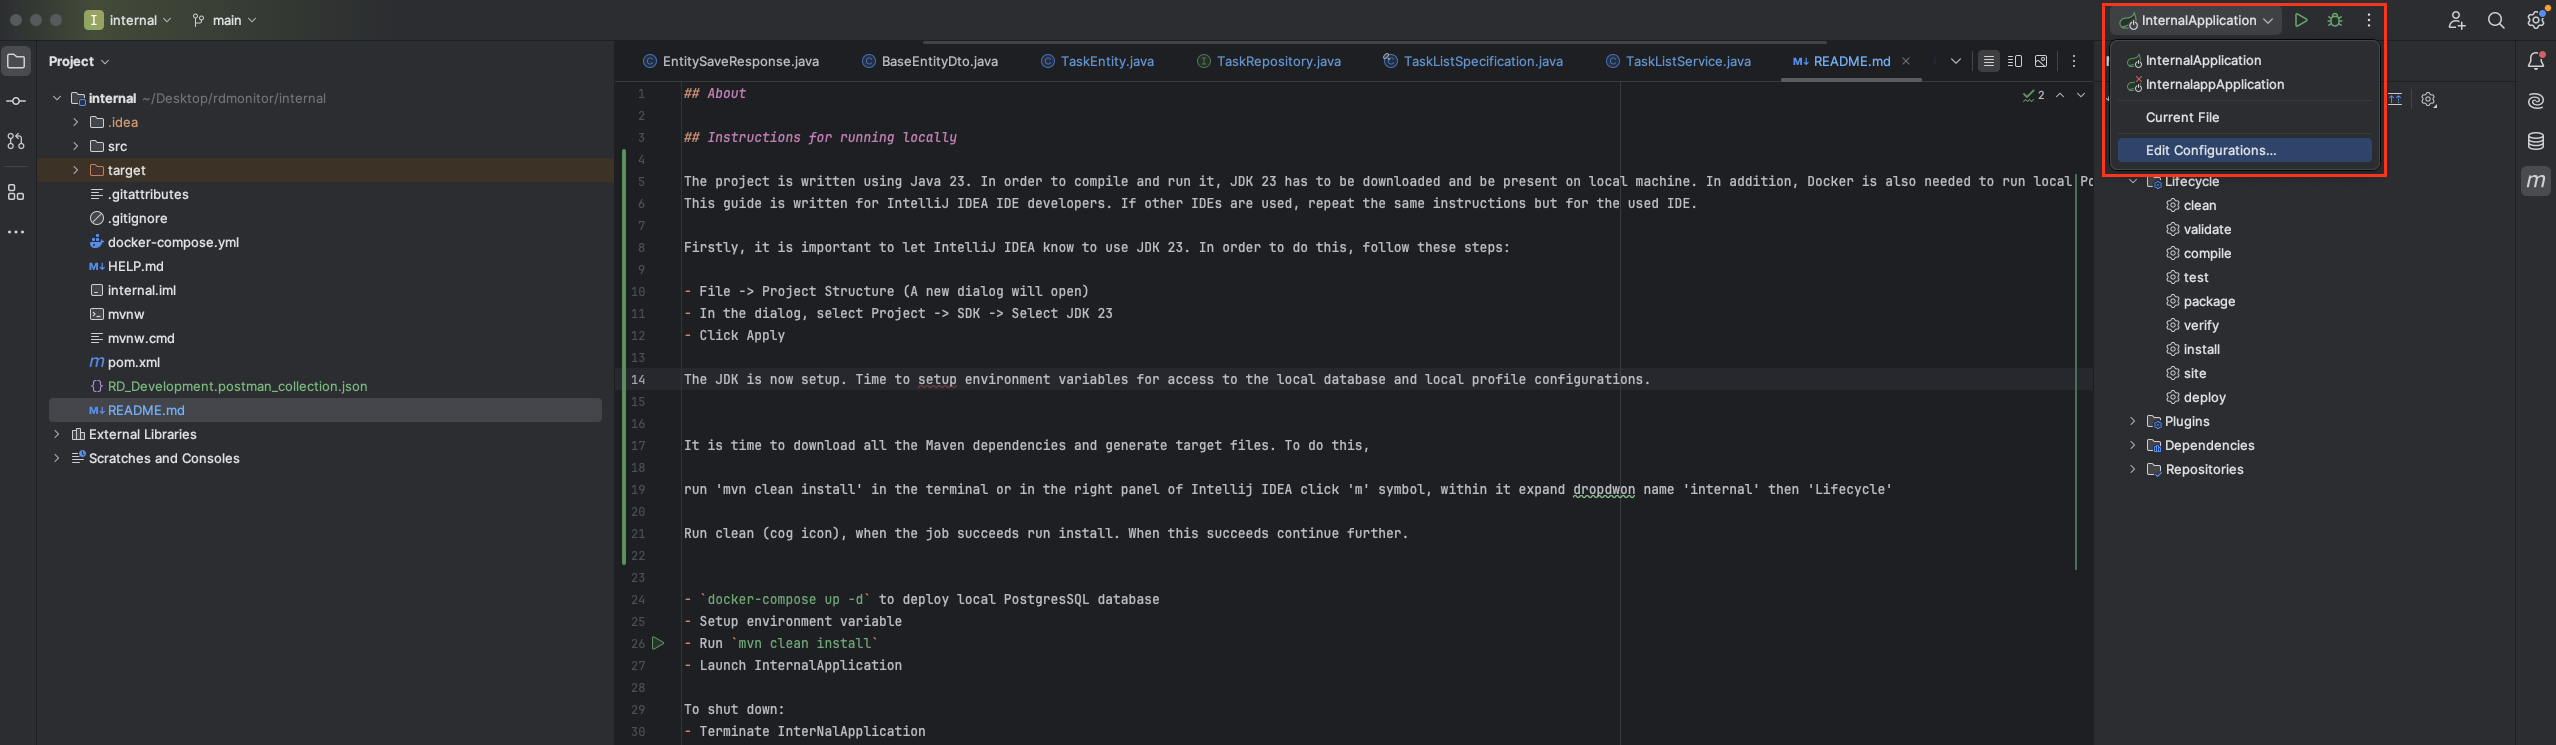 I internal main
InternalApplication
Project
EntitySaveResponse.java BaseEntityDto.java TaskEntity.java TaskRepository.java TaskListSpecification.java TaskListService.java M↓ README.md
InternalApplication
InternalappApplication
Current File
Edit Configurations...
internal ~/Desktop/rdmonitor/internal
.idea
src
target
.gitattributes
.gitignore
docker-compose.yml
M↓ HELP.md
internal.iml
mvnw
mvnw.cmd
m pom.xml
{} RD_Development.postman_collection.json
M↓ README.md
External Libraries
Scratches and Consoles
2
1 ## About
2
3 ## Instructions for running locally
4
5 The project is written using Java 23. In order to compile and run it, JDK 23 has to be downloaded and be present on local machine. In addition, Docker is also needed to run local Po
6 This guide is written for IntelliJ IDEA IDE developers. If other IDEs are used, repeat the same instructions but for the used IDE.
7
8 Firstly, it is important to let IntelliJ IDEA know to use JDK 23. In order to do this, follow these steps:
9
10 - File -> Project Structure (A new dialog will open)
11 - In the dialog, select Project -> SDK -> Select JDK 23
12 - Click Apply
13
14 The JDK is now setup. Time to setup environment variables for access to the local database and local profile configurations.
15
16
17 It is time to download all the Maven dependencies and generate target files. To do this,
18
19 run 'mvn clean install' in the terminal or in the right panel of Intellij IDEA click 'm' symbol, within it expand dropdwon name 'internal' then 'Lifecycle'
20
21 Run clean (cog icon), when the job succeeds run install. When this succeeds continue further.
22
23
24 - `docker-compose up -d` to deploy local PostgresSQL database
25 - Setup environment variable
26 - Run `mvn clean install`
27 - Launch InternalApplication
28
29 To shut down:
30 - Terminate InterNalApplication
Lifecycle
clean
validate
compile
test
package
verify
install
site
deploy
Plugins
Dependencies
Repositories
m